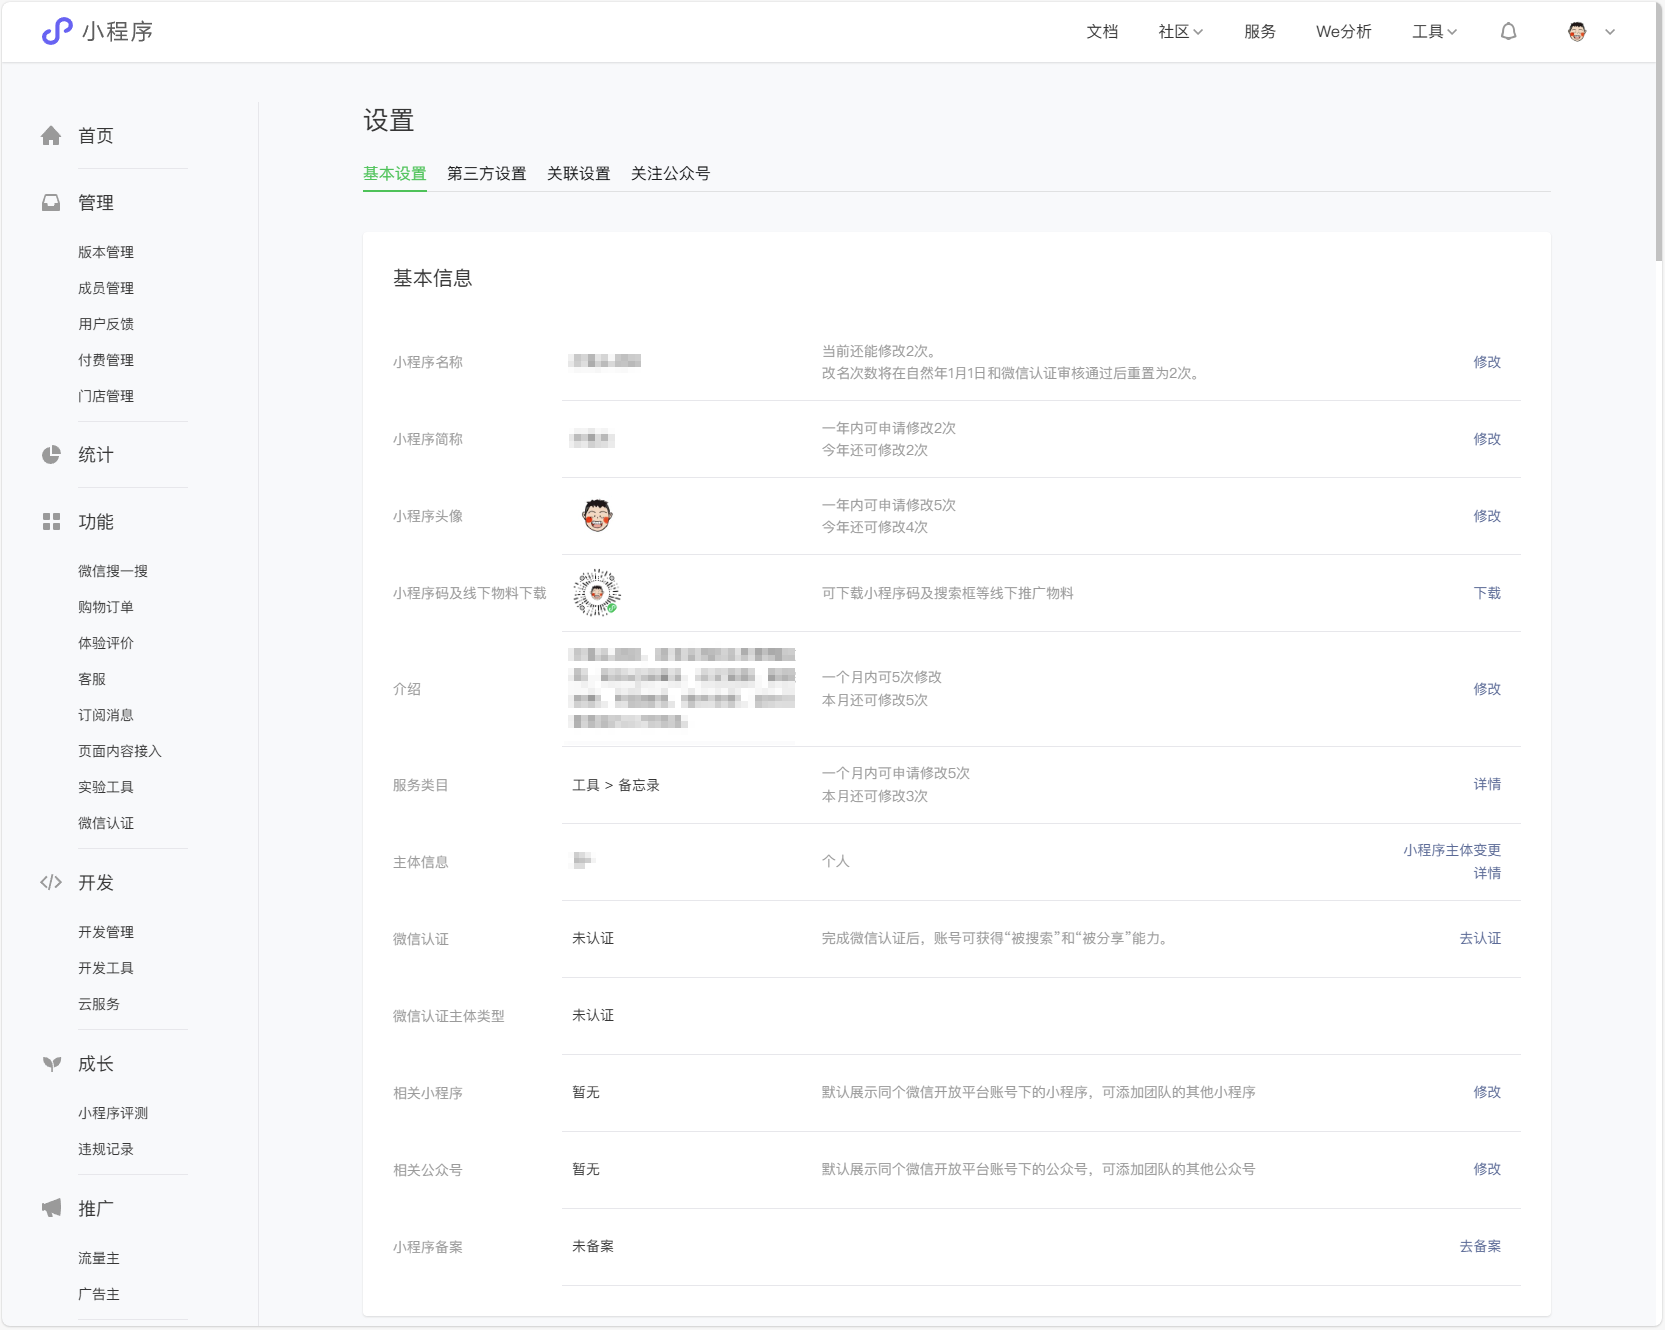 小程序
文档
社区
服务
We分析
工具
首页
管理
版本管理
成员管理
用户反馈
付费管理
门店管理
统计
功能
微信搜一搜
购物订单
体验评价
客服
订阅消息
页面内容接入
实验工具
微信认证
开发
开发管理
开发工具
云服务
成长
小程序评测
违规记录
推广
流量主
广告主
设置
基本设置 第三方设置 关联设置 关注公众号
基本信息
小程序名称
当前还能修改2次。
改名次数将在自然年1月1日和微信认证审核通过后重置为2次。
修改
小程序简称
一年内可申请修改2次
今年还可修改2次
修改
小程序头像
一年内可申请修改5次
今年还可修改4次
修改
小程序码及线下物料下载
可下载小程序码及搜索框等线下推广物料
下载
介绍
一个月内可5次修改
本月还可修改5次
修改
服务类目
工具 > 备忘录
一个月内可申请修改5次
本月还可修改3次
详情
主体信息
个人
小程序主体变更
详情
微信认证
未认证
完成微信认证后，账号可获得“被搜索”和“被分享”能力。
去认证
微信认证主体类型
未认证
相关小程序
暂无
默认展示同个微信开放平台账号下的小程序，可添加团队的其他小程序
修改
相关公众号
暂无
默认展示同个微信开放平台账号下的公众号，可添加团队的其他公众号
修改
小程序备案
未备案
去备案